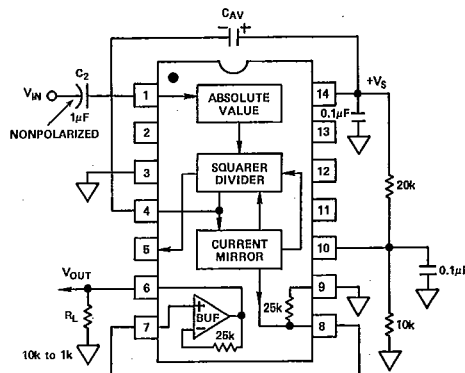 CAV
− +
C2
+VS
VIN
1µF
NONPOLARIZED
1
ABSOLUTE
VALUE
14
0.1µF
2
13
3
SQUARER
DIVIDER
12
20k
4
11
5
CURRENT
MIRROR
10
VOUT
6
25k
9
0.1µF
RL
7
+
BUF
−
25k
8
10k
10k to 1k